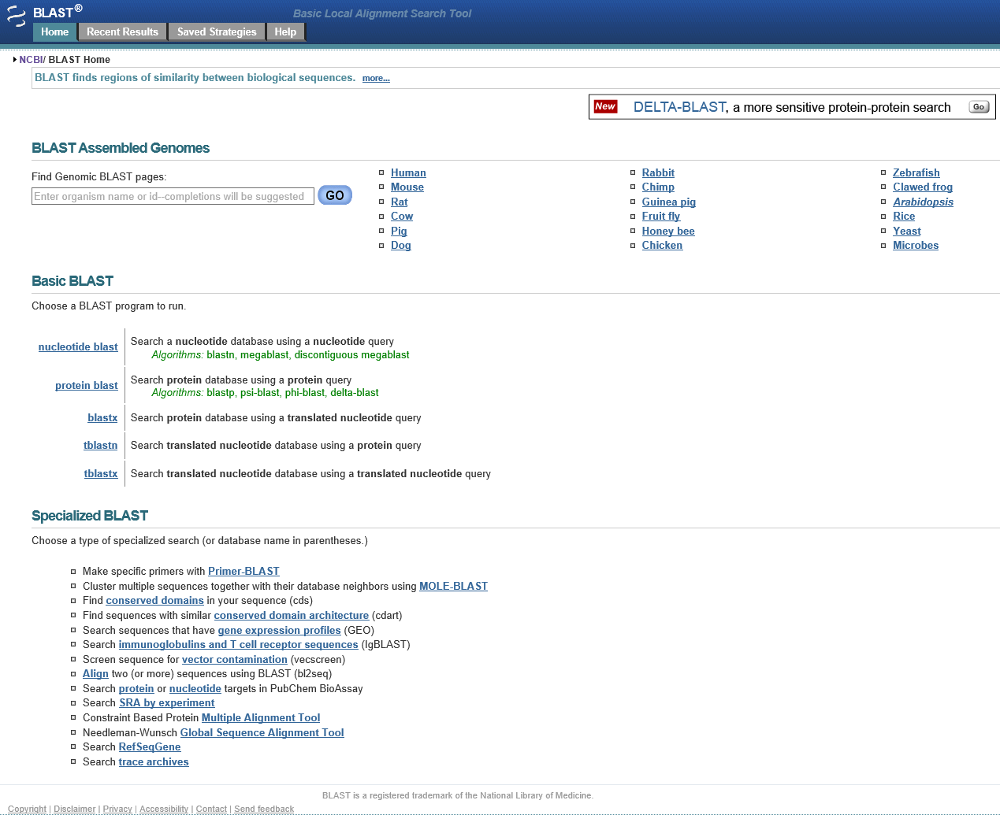 BLAST®
Basic Local Alignment Search Tool
Home Recent Results Saved Strategies Help
NCBI/ BLAST Home
BLAST finds regions of similarity between biological sequences. more...
New DELTA-BLAST, a more sensitive protein-protein search Go
BLAST Assembled Genomes
Find Genomic BLAST pages:
Enter organism name or id--completions will be suggested GO
Human
Mouse
Rat
Cow
Pig
Dog
Rabbit
Chimp
Guinea pig
Fruit fly
Honey bee
Chicken
Zebrafish
Clawed frog
Arabidopsis
Rice
Yeast
Microbes
Basic BLAST
Choose a BLAST program to run.
nucleotide blast Search a nucleotide database using a nucleotide query
Algorithms: blastn, megablast, discontiguous megablast
protein blast Search protein database using a protein query
Algorithms: blastp, psi-blast, phi-blast, delta-blast
blastx Search protein database using a translated nucleotide query
tblastn Search translated nucleotide database using a protein query
tblastx Search translated nucleotide database using a translated nucleotide query
Specialized BLAST
Choose a type of specialized search (or database name in parentheses.)
Make specific primers with Primer-BLAST
Cluster multiple sequences together with their database neighbors using MOLE-BLAST
Find conserved domains in your sequence (cds)
Find sequences with similar conserved domain architecture (cdart)
Search sequences that have gene expression profiles (GEO)
Search immunoglobulins and T cell receptor sequences (IgBLAST)
Screen sequence for vector contamination (vecscreen)
Align two (or more) sequences using BLAST (bl2seq)
Search protein or nucleotide targets in PubChem BioAssay
Search SRA by experiment
Constraint Based Protein Multiple Alignment Tool
Needleman-Wunsch Global Sequence Alignment Tool
Search RefSeqGene
Search trace archives
BLAST is a registered trademark of the National Library of Medicine.
Copyright | Disclaimer | Privacy | Accessibility | Contact | Send feedback